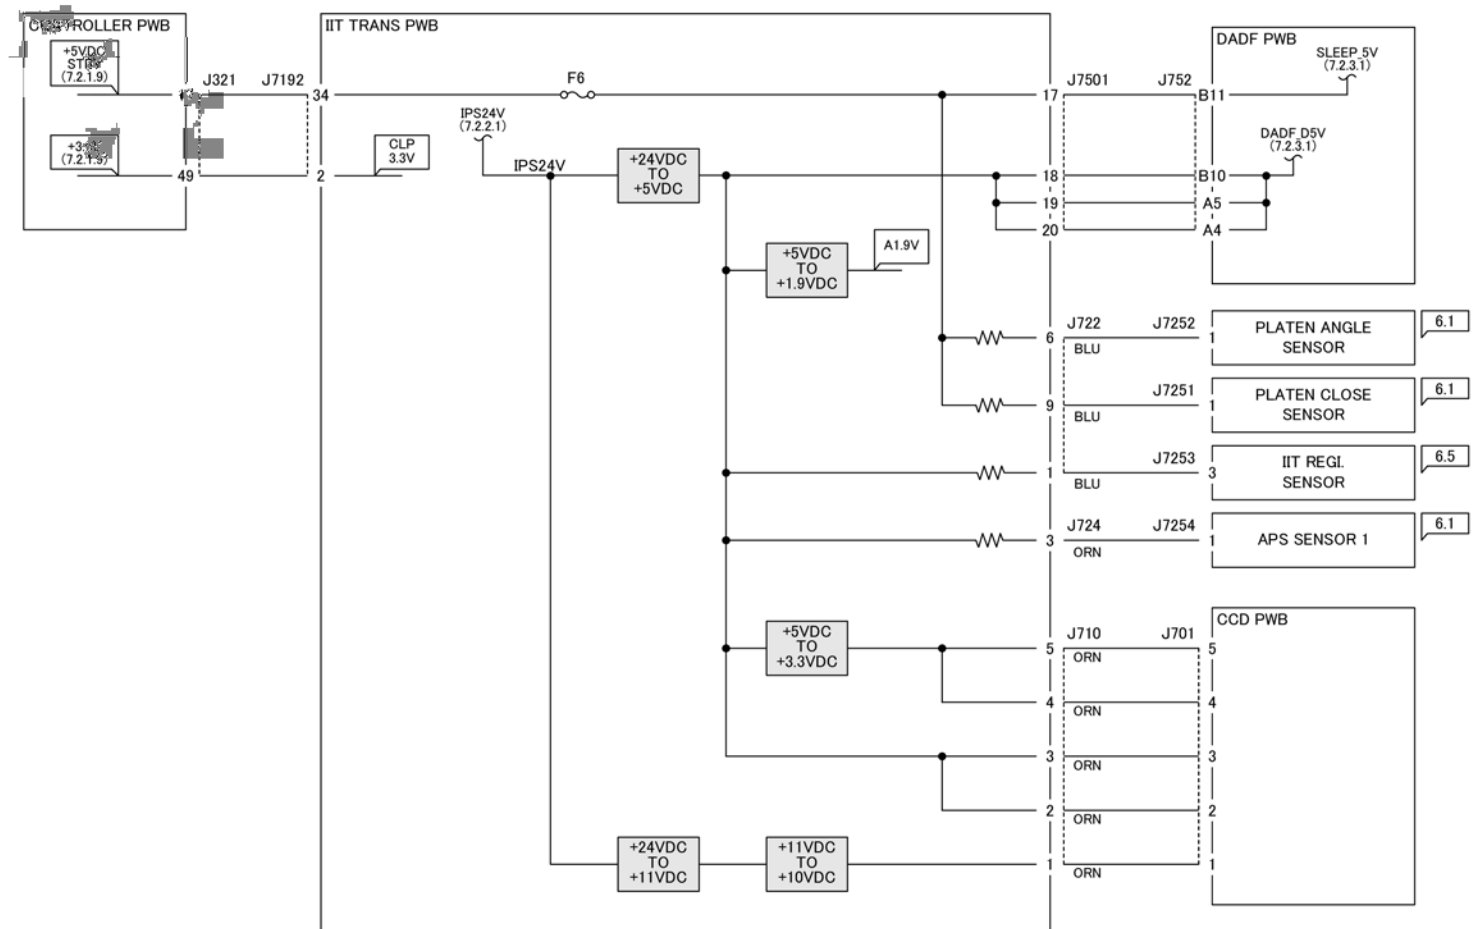 ROLLER PWB
+5VDC
(7.2.1.9)
J321
J7192
34
49
2
IIT TRANS PWB
F6
IPS24V
(7.2.2.1)
CLP
3.3V
IPS24V
+24VDC
TO
+5VDC
+5VDC
TO
+1.9VDC
A1.9V
17
J7501
J752
B11
18
B10
19
A5
20
A4
DADF PWB
SLEEP_5V
(7.2.3.1)
DADF_D5V
(7.2.3.1)
6
J722
BLU
J7252
1
PLATEN ANGLE
SENSOR
6.1
9
BLU
J7251
1
PLATEN CLOSE
SENSOR
6.1
1
BLU
J7253
3
IIT REGI.
SENSOR
6.5
3
J724
ORN
J7254
1
APS SENSOR 1
6.1
+5VDC
TO
+3.3VDC
J710
J701
CCD PWB
5
ORN
5
4
ORN
4
3
ORN
3
2
ORN
2
+24VDC
TO
+11VDC
+11VDC
TO
+10VDC
1
ORN
1